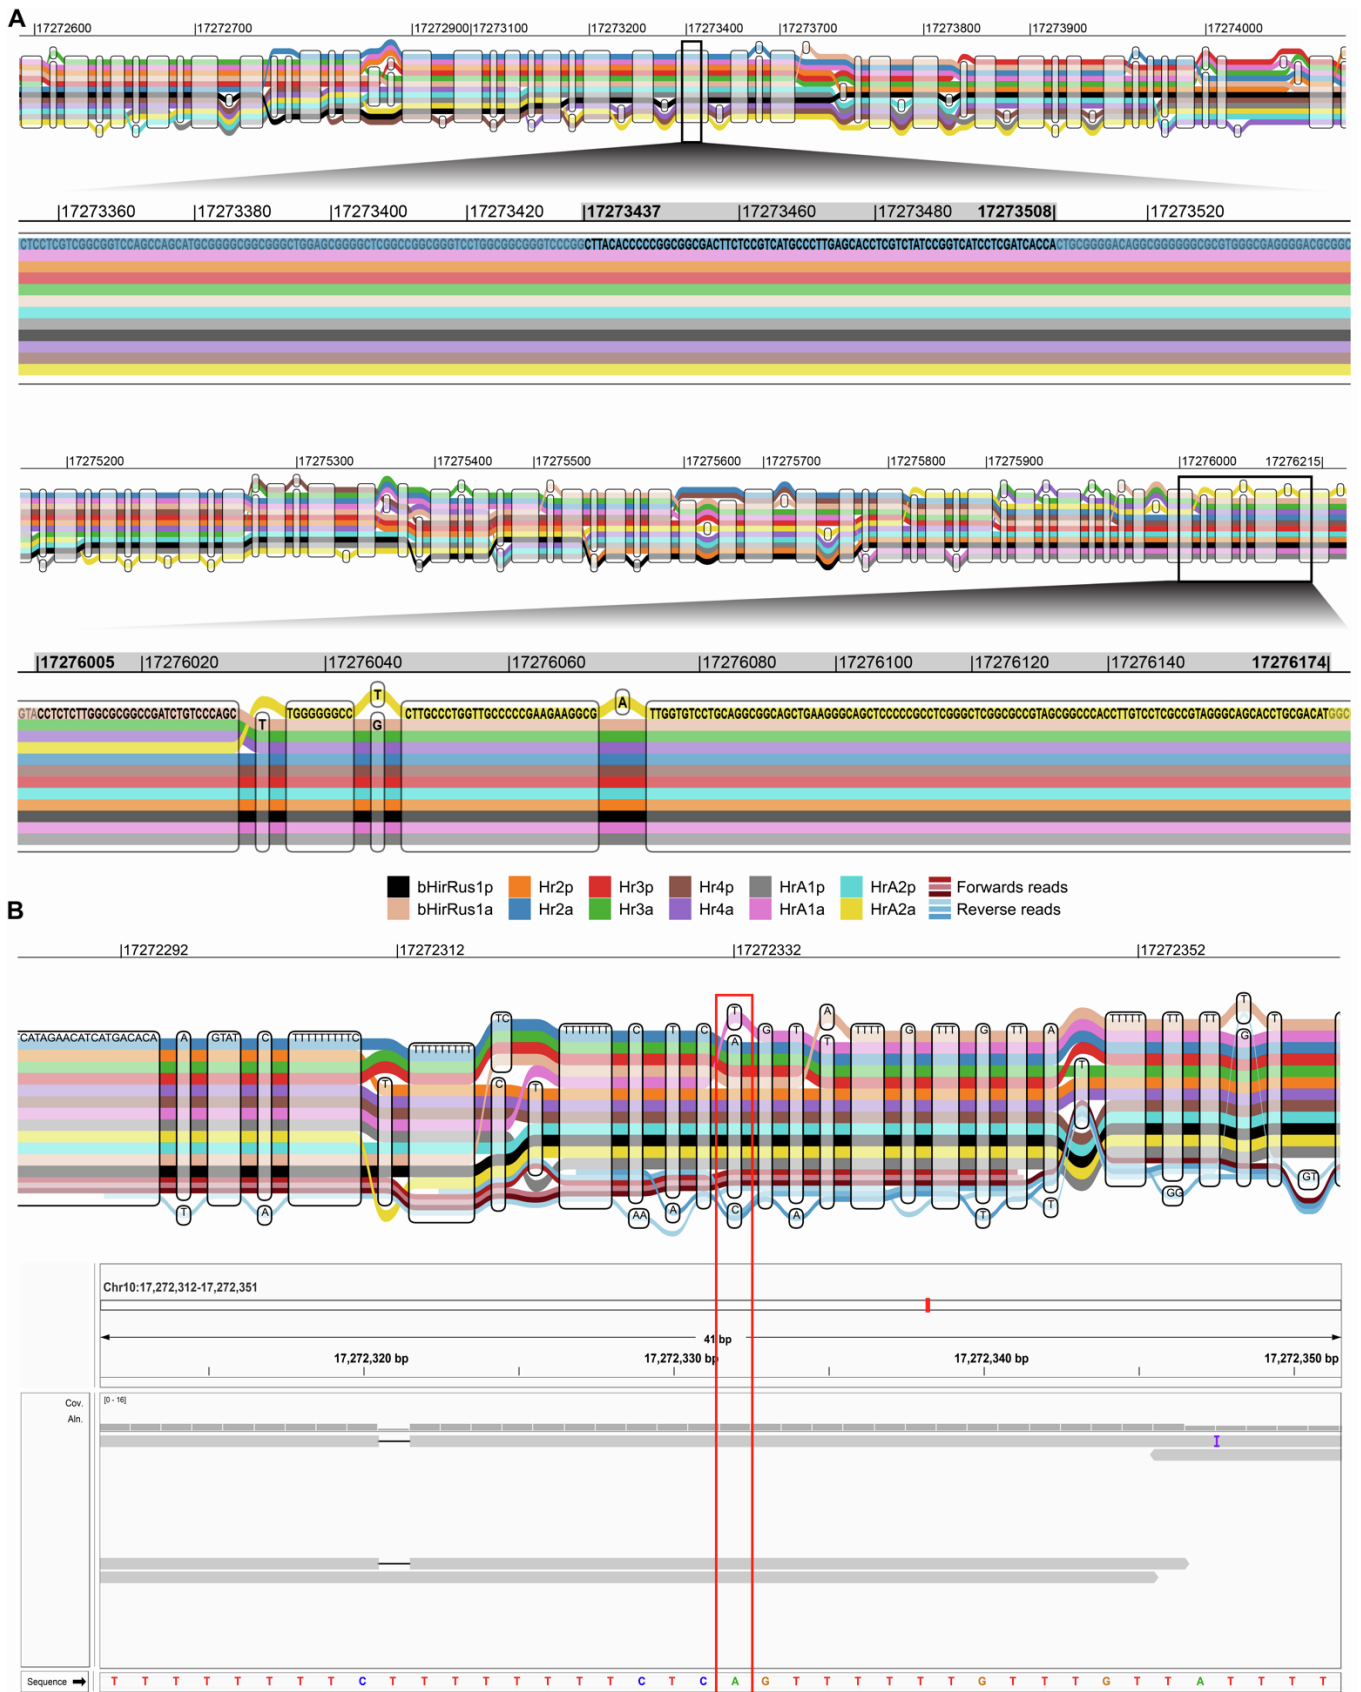 A
|17272600 |17272700 |17272900|17273100 |17273200 |17273400 |17273700 |17273800 |17273900 |17274000
|17273360 |17273380 |17273400 |17273420 |17273437 |17273460 |17273480 17273508| |17273520
CTCCTCGTCGGCGGTCCAGCCAGCATGCGGGGCGGCGGGCTGGAGCGGGGCTCGGCCGGCGGGTCCTGGCGGCGGGTCCCGGCTTACACCCCCGGCGGCGACTTCTCCGTCATGCCCTTGAGCACCTCGTCTATCCGGTCATCCTCGATCACCACTGCGGGGACAGGCGGGGGGCGCGTGGGCGAGGGGACGCGGC
|17275200 |17275300 |17275400 |17275500 |17275600 |17275700 |17275800 |17275900 |17276000 17276215|
|17276005 |17276020 |17276040 |17276060 |17276080 |17276100 |17276120 |17276140 17276174|
T A
GTACCTCTCTTGGCGCGGCCGATCTGTCCCAGC TGGGGGGCC CTTGCCCTGGTTGCCCCCGAAGAAGGCG TTGGTGTCCTGCAGGCGGCAGCTGAAGGGCAGCTCCCCCGCCTCGGGCTCGGCGCCGTAGCGGCCCACCTTGTCCTCGCCGTAGGGCAGCACCTGCGACATGGC
T G
bHirRus1p Hr2p Hr3p Hr4p HrA1p HrA2p Forwards reads
bHirRus1a Hr2a Hr3a Hr4a HrA1a HrA2a Reverse reads
B
|17272292 |17272312 |17272332 |17272352
TC T A T
CATAGAACATCATGACACA A GTAT C TTTTTTTTTC TTTTTTTTT TTTTTTT C T C A G T T TTTT G TTT G TT A TTTTT TT TT G T
T C T T
T A AA A C A T T GG GT
Chr10:17,272,312-17,272,351
41 bp
17,272,320 bp 17,272,330 bp 17,272,340 bp 17,272,350 bp
Cov. [0 - 16]
Aln.
I
Sequence T T T T T T T T C T T T T T T T T C T C A G T T T T T T G T T T G T T A T T T T